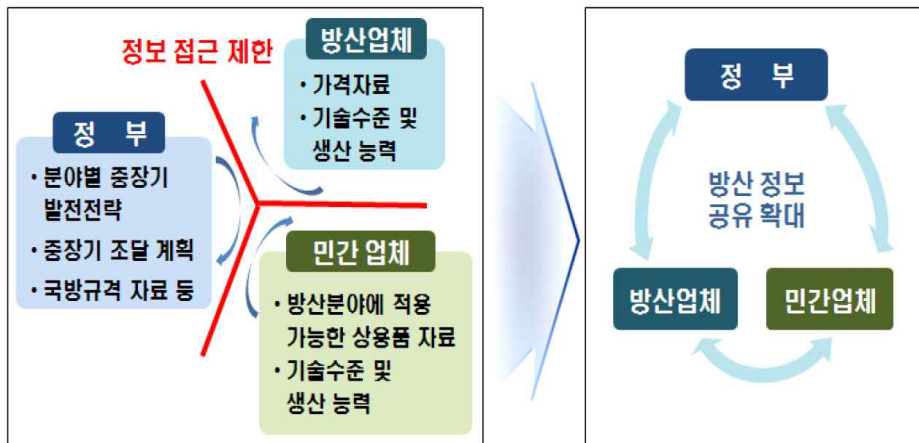 정보 접근 제한
방산업체
• 가격자료
• 기술수준 및
생산 능력
정 부
• 분야별 중장기
발전전략
• 중장기 조달 계획
• 국방규격 자료 등
민간 업체
• 방산분야에 적용
가능한 상용품 자료
• 기술수준 및
생산 능력
정 부
방산 정보
공유 확대
방산업체
민간업체